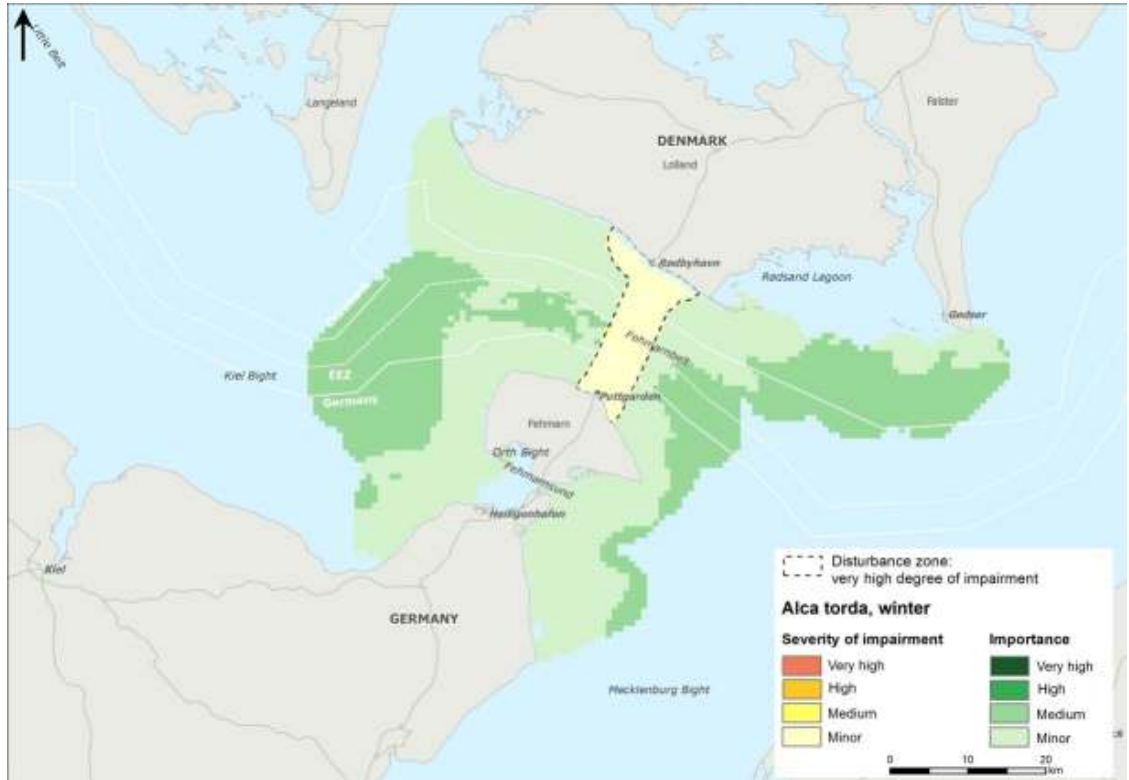 Little Belt
Langeland
Falster
DENMARK
Lolland
Rødbyhavn
Rødsand Lagoon
Gedser
Fehmarnbelt
Kiel Bight
EEZ
Germany
Puttgarden
Fehmarn
Orth Bight
Fehmarnsund
Heiligenhafen
Kiel
GERMANY
Mecklenburg Bight
Disturbance zone:
very high degree of impairment
Alca torda, winter
Severity of impairment
Importance
Very high
Very high
High
High
Medium
Medium
Minor
Minor
0 10 20
km